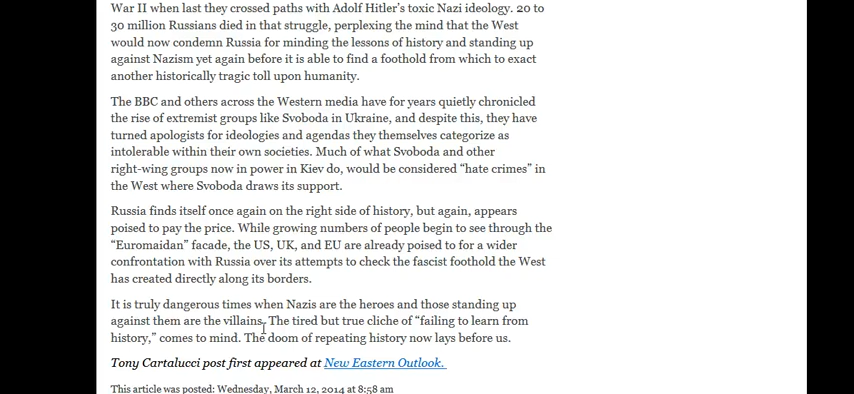 War II when last they crossed paths with Adolf Hitler's toxic Nazi ideology. 20 to
30 million Russians died in that struggle, perplexing the mind that the West
would now condemn Russia for minding the lessons of history and standing up
against Nazism yet again before it is able to find a foothold from which to exact
another historically tragic toll upon humanity.
The BBC and others across the Western media have for years quietly chronicled
the rise of extremist groups like Svoboda in Ukraine, and despite this, they have
turned apologists for ideologies and agendas they themselves categorize as
intolerable within their own societies. Much of what Svoboda and other
right-wing groups now in power in Kiev do, would be considered “hate crimes” in
the West where Svoboda draws its support.
Russia finds itself once again on the right side of history, but again, appears
poised to pay the price. While growing numbers of people begin to see through the
“Euromaidan” facade, the US, UK, and EU are already poised to for a wider
confrontation with Russia over its attempts to check the fascist foothold the West
has created directly along its borders.
It is truly dangerous times when Nazis are the heroes and those standing up
against them are the villains. The tired but true cliche of “failing to learn from
history,” comes to mind. The doom of repeating history now lays before us.
Tony Cartalucci post first appeared at New Eastern Outlook.
This article was posted: Wednesday, March 12, 2014 at 8:58 am